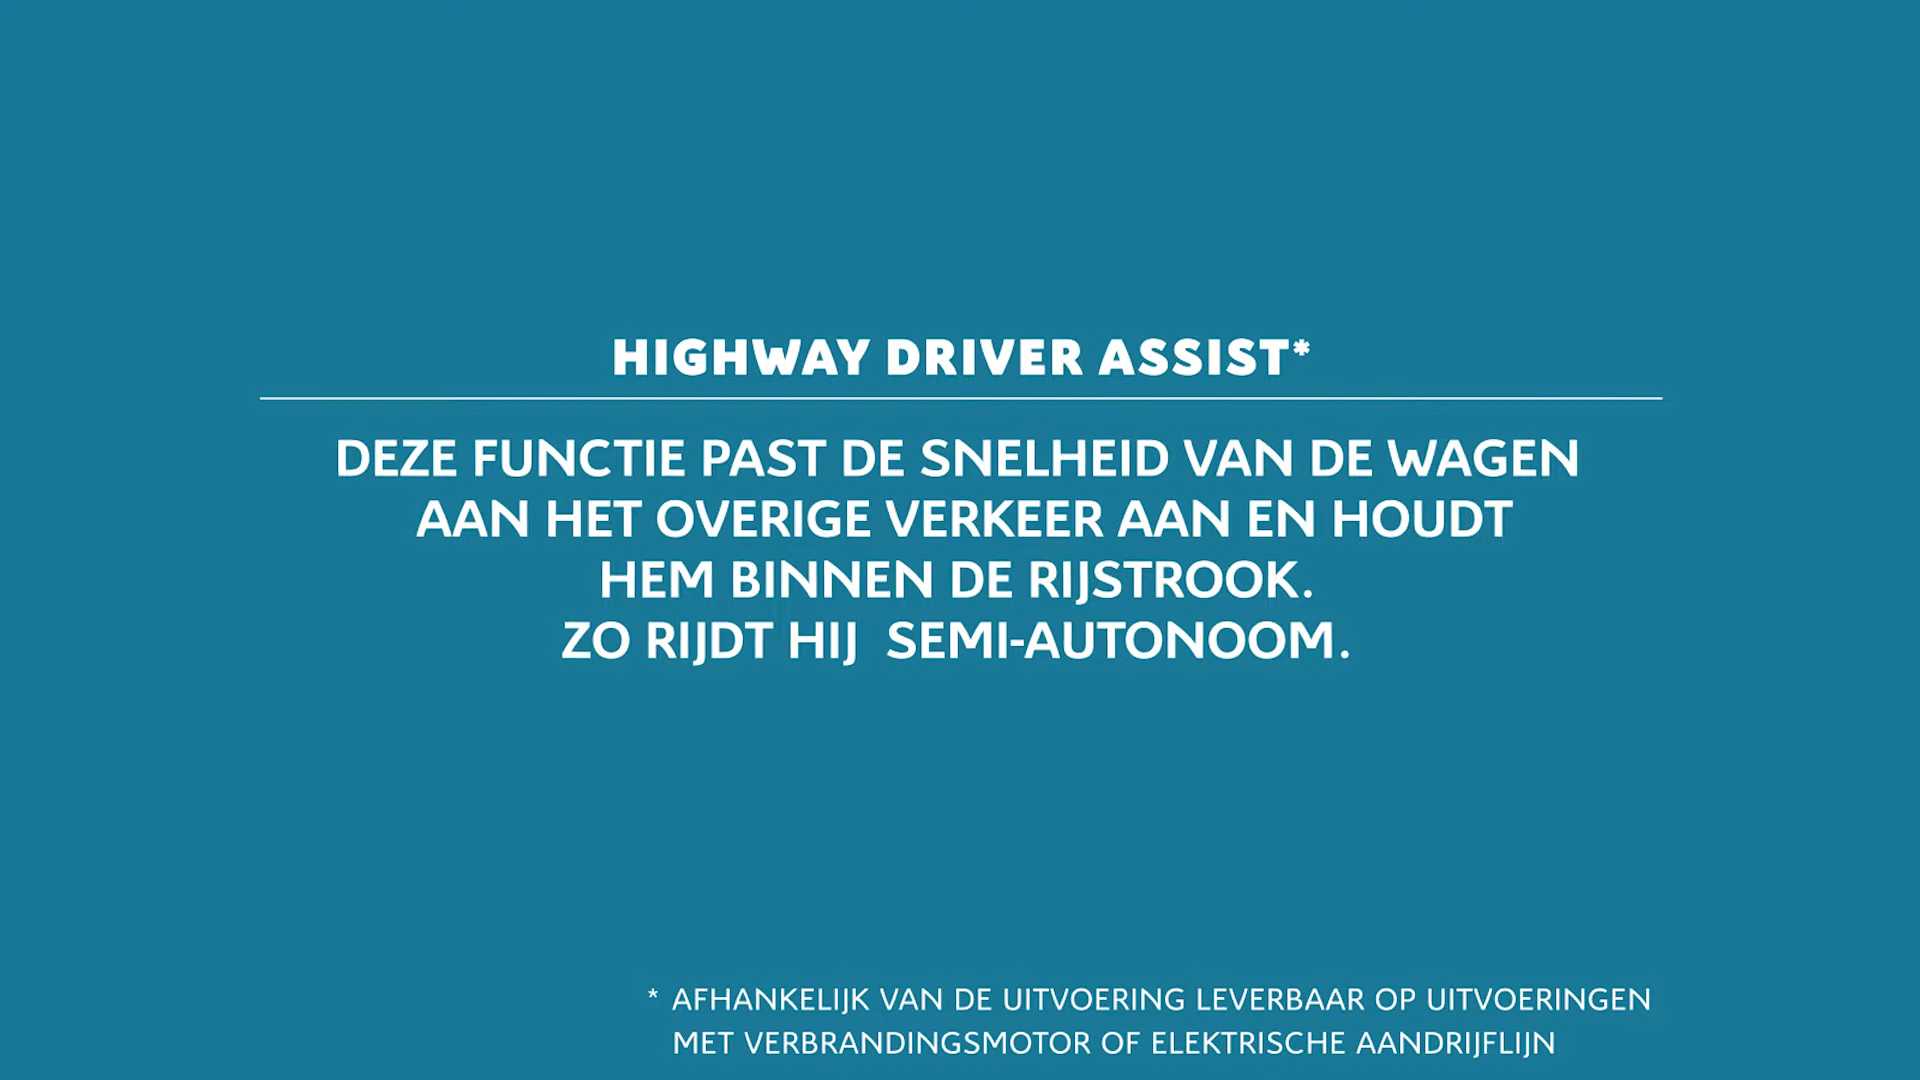 HIGHWAY DRIVER ASSIST*
DEZE FUNCTIE PAST DE SNELHEID VAN DE WAGEN
AAN HET OVERIGE VERKEER AAN EN HOUDT
HEM BINNEN DE RIJSTROOK.
ZO RIJDT HIJ  SEMI-AUTONOOM.
* AFHANKELIJK VAN DE UITVOERING LEVERBAAR OP UITVOERINGEN
MET VERBRANDINGSMOTOR OF ELEKTRISCHE AANDRIJFLIJN